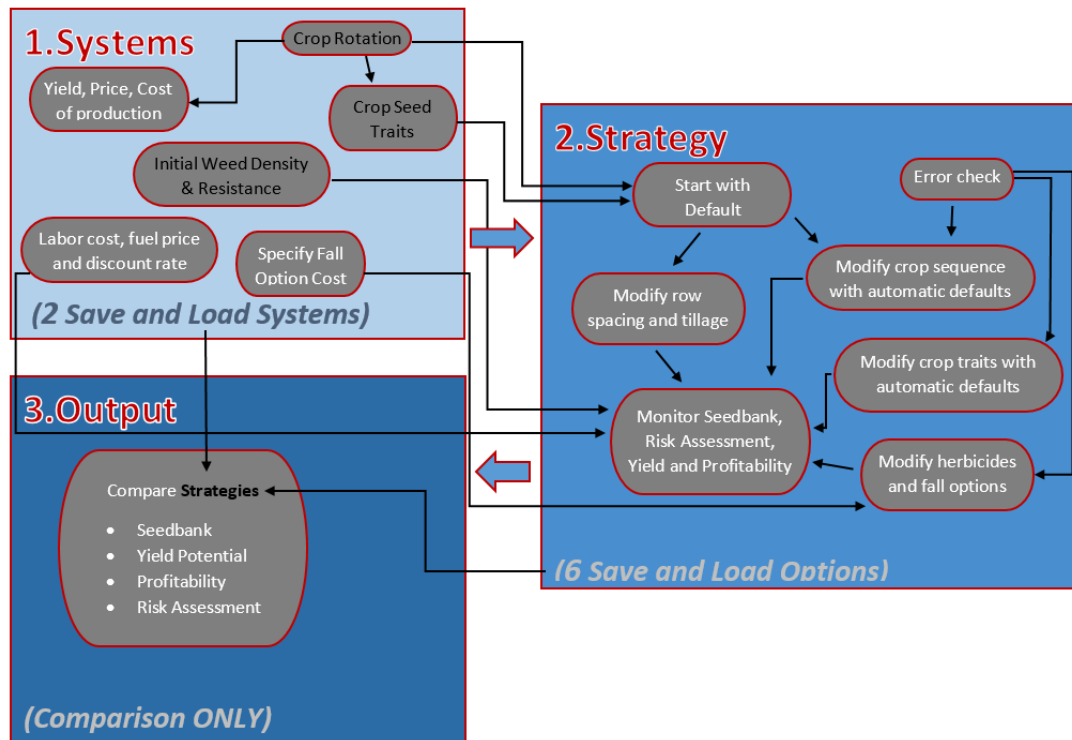 1.Systems
Crop Rotation
Yield, Price, Cost
of production
Crop Seed
Traits
Initial Weed Density
& Resistance
Labor cost, fuel price
and discount rate
Specify Fall
Option Cost
(2 Save and Load Systems)
2.Strategy
Start with
Default
Error check
Modify crop sequence
with automatic defaults
Modify row
spacing and tillage
Modify crop traits with
automatic defaults
Monitor Seedbank,
Risk Assessment,
Yield and Profitability
Modify herbicides
and fall options
(6 Save and Load Options)
3.Output
Compare Strategies
• Seedbank
• Yield Potential
• Profitability
• Risk Assessment
(Comparison ONLY)